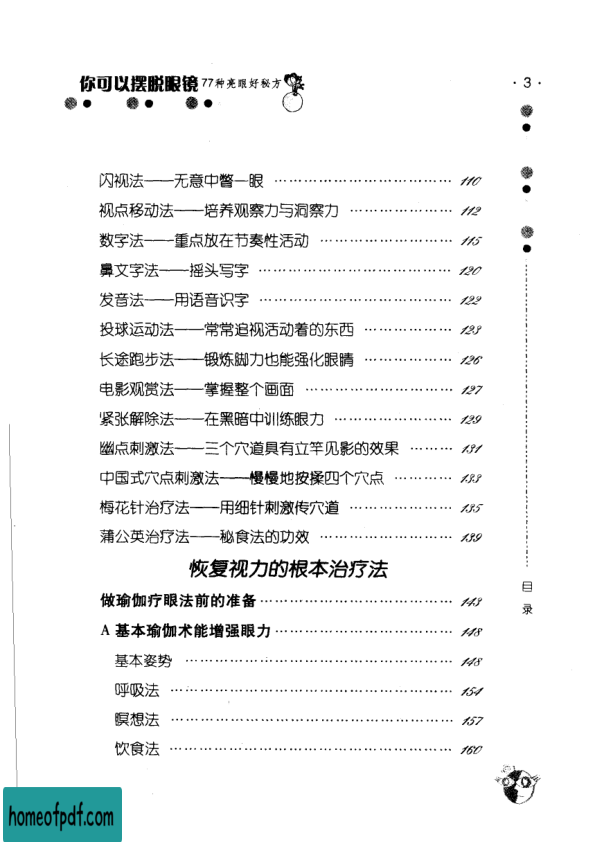 你可以摆脱眼镜 77种亮眼好秘方
·3·
闪视法——无意中瞥一眼 …………………………… 110
视点移动法——培养观察力与洞察力 ………………… 112
数字法——重点放在节奏性活动 …………………… 115
鼻文字法——摇头写字 ……………………………… 120
发音法——用语音识字 ……………………………… 122
投球运动法——常常追视活动着的东西 ……………… 123
长途跑步法——锻炼脚力也能强化眼睛 ……………… 126
电影观赏法——掌握整个画面 ………………………… 127
紧张解除法——在黑暗中训练眼力 …………………… 129
幽点刺激法——三个穴道具有立竿见影的效果 ……… 131
中国式穴点刺激法——慢慢地按揉四个穴点 ………… 133
梅花针治疗法——用细针刺激传穴道 ………………… 135
蒲公英治疗法——秘食法的功效 ……………………… 139
恢复视力的根本治疗法
做瑜伽疗眼法前的准备 ………………………………… 143
A 基本瑜伽术能增强眼力 ……………………………… 148
基本姿势 ………………………………………… 148
呼吸法 …………………………………………… 154
瞑想法 …………………………………………… 157
饮食法 …………………………………………… 160
目录
homeofpdf.com